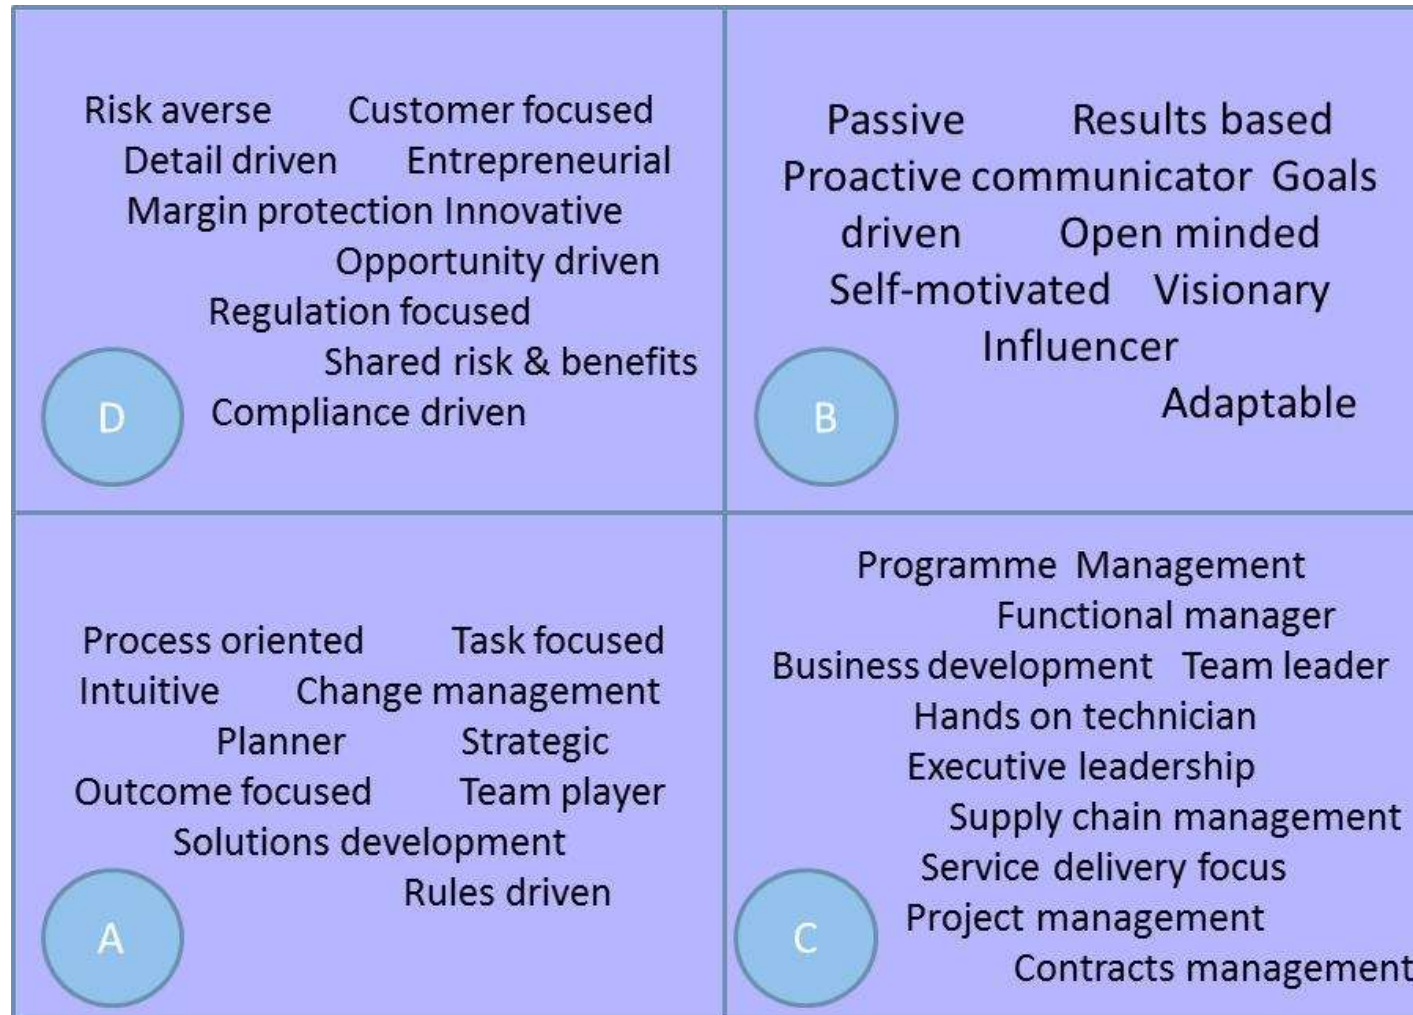 Risk averse Customer focused
Detail driven Entrepreneurial
Margin protection Innovative
Opportunity driven
Regulation focused
Shared risk & benefits
Compliance driven
D
Passive Results based
Proactive communicator Goals
driven Open minded
Self-motivated Visionary
Influencer
Adaptable
B
Process oriented Task focused
Intuitive Change management
Planner Strategic
Outcome focused Team player
Solutions development
Rules driven
A
Programme Management
Functional manager
Business development Team leader
Hands on technician
Executive leadership
Supply chain management
Service delivery focus
Project management
Contracts management
C